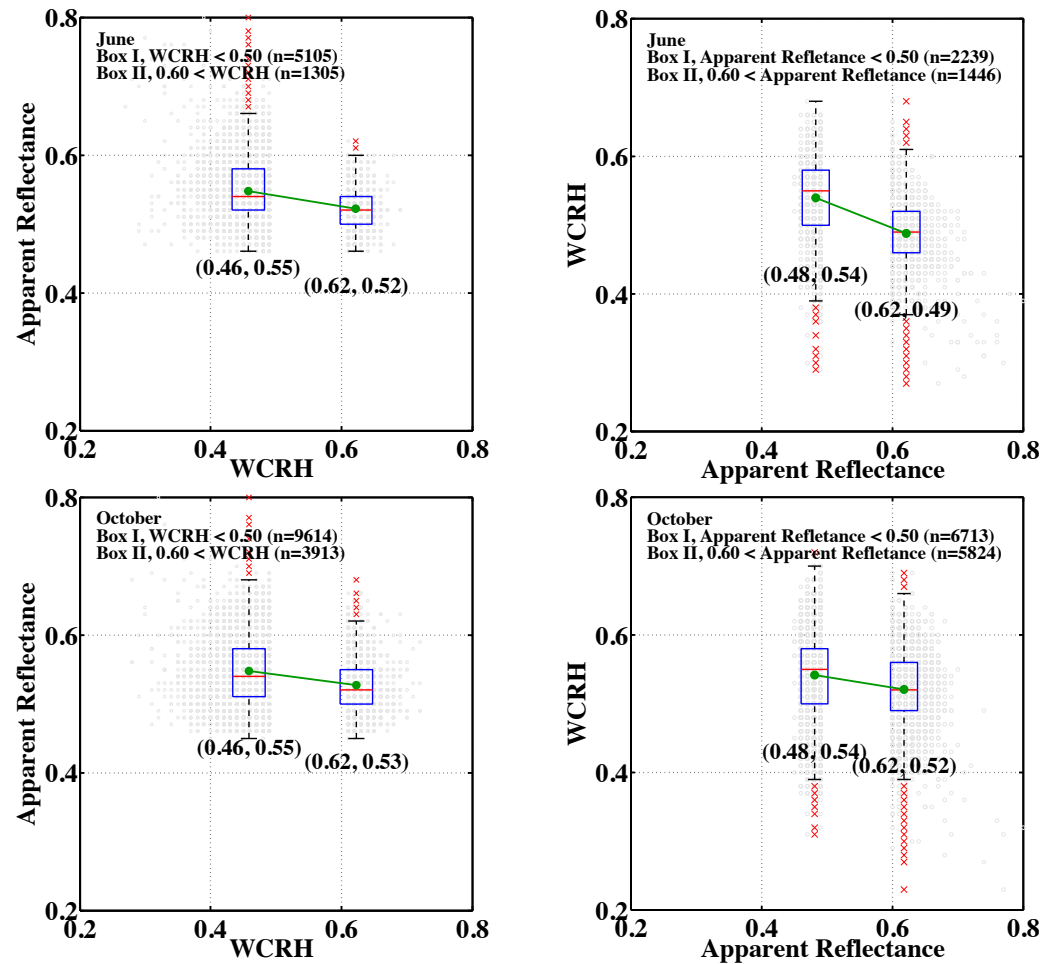 0.8
June
Box I, WCRH < 0.50 (n=5105)
Box II, 0.60 < WCRH (n=1305)
0.6
Apparent Reflectance
(0.46, 0.55)
(0.62, 0.52)
0.4
0.2
0.2 0.4 0.6 0.8
WCRH
0.8
June
Box I, Apparent Refletance < 0.50 (n=2239)
Box II, 0.60 < Apparent Refletance (n=1446)
0.6
WCRH
(0.48, 0.54)
(0.62, 0.49)
0.4
0.2
0.2 0.4 0.6 0.8
Apparent Reflectance
0.8
October
Box I, WCRH < 0.50 (n=9614)
Box II, 0.60 < WCRH (n=3913)
0.6
Apparent Reflectance
(0.46, 0.55)
(0.62, 0.53)
0.4
0.2
0.2 0.4 0.6 0.8
WCRH
0.8
October
Box I, Apparent Refletance < 0.50 (n=6713)
Box II, 0.60 < Apparent Refletance (n=5824)
0.6
WCRH
(0.48, 0.54)
(0.62, 0.52)
0.4
0.2
0.2 0.4 0.6 0.8
Apparent Reflectance